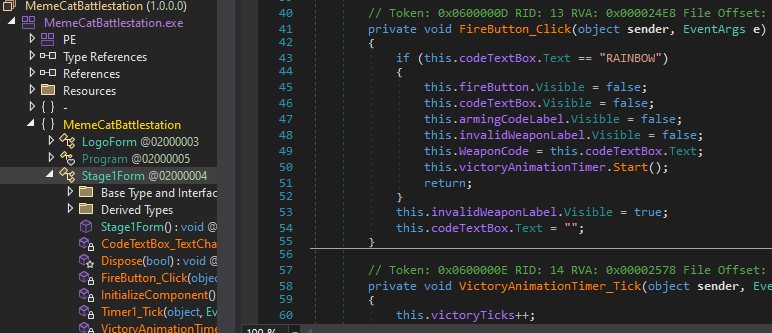 MemeCatBattlestation (1.0.0.0)
MemeCatBattlestation.exe
PE
Type References
References
Resources
{ } -
{ } MemeCatBattlestation
LogoForm @02000003
Program @02000005
Stage1Form @02000004
Base Type and Interfac
Derived Types
Stage1Form() : void @
CodeTextBox_TextCha
Dispose(bool) : void @
FireButton_Click(objec
InitializeComponent()
Timer1_Tick(object, Ev
VictoryAnimationTime
40 // Token: 0x0600000D RID: 13 RVA: 0x000024E8 File Offset:
41 private void FireButton_Click(object sender, EventArgs e)
42 {
43 if (this.codeTextBox.Text == "RAINBOW")
44 {
45 this.fireButton.Visible = false;
46 this.codeTextBox.Visible = false;
47 this.armingCodeLabel.Visible = false;
48 this.invalidWeaponLabel.Visible = false;
49 this.WeaponCode = this.codeTextBox.Text;
50 this.victoryAnimationTimer.Start();
51 return;
52 }
53 this.invalidWeaponLabel.Visible = true;
54 this.codeTextBox.Text = "";
55 }
56
57 // Token: 0x0600000E RID: 14 RVA: 0x00002578 File Offset:
58 private void VictoryAnimationTimer_Tick(object sender, Eve
59 {
60 this.victoryTicks++;
100 %